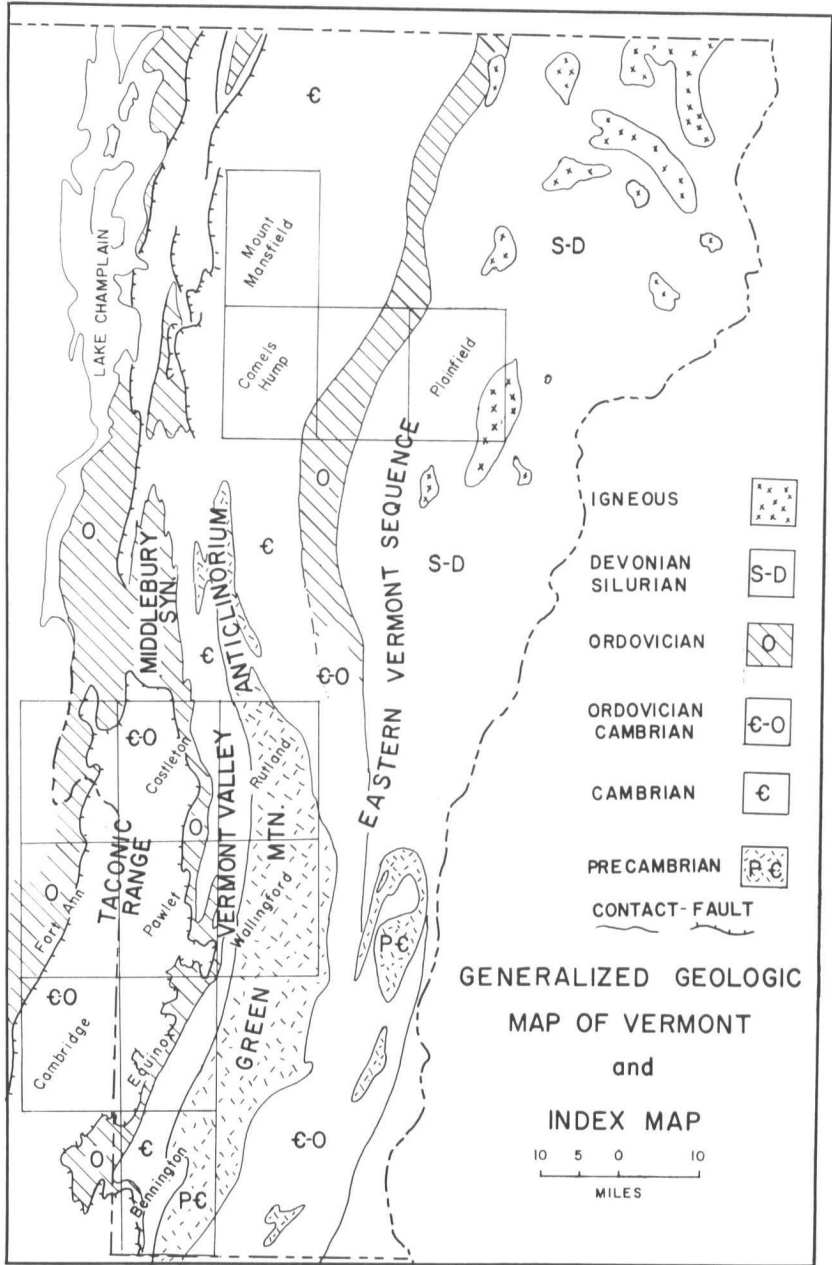 Є
Mount
Mansfield
LAKE CHAMPLAIN
S-D
Camels
Hump
Plainfield
O
O
MIDDLEBURY
SYN.
ANTICLINORIUM
Є
Є
S-D
EASTERN VERMONT SEQUENCE
Є-O
Є-O
Castleton
Rutland
O
VERMONT VALLEY
MTN.
TACONIC
RANGE
O
Fort Ann
Pawlet
Wallingford
PЄ
GREEN
Є-O
Cambridge
Equinox
O
Є
Bennington
PЄ
Є-O
IGNEOUS
DEVONIAN
SILURIAN
S-D
ORDOVICIAN
O
ORDOVICIAN
CAMBRIAN
Є-O
CAMBRIAN
Є
PRECAMBRIAN
PЄ
CONTACT-FAULT
GENERALIZED GEOLOGIC
MAP OF VERMONT
and
INDEX MAP
10 5 0 10
MILES